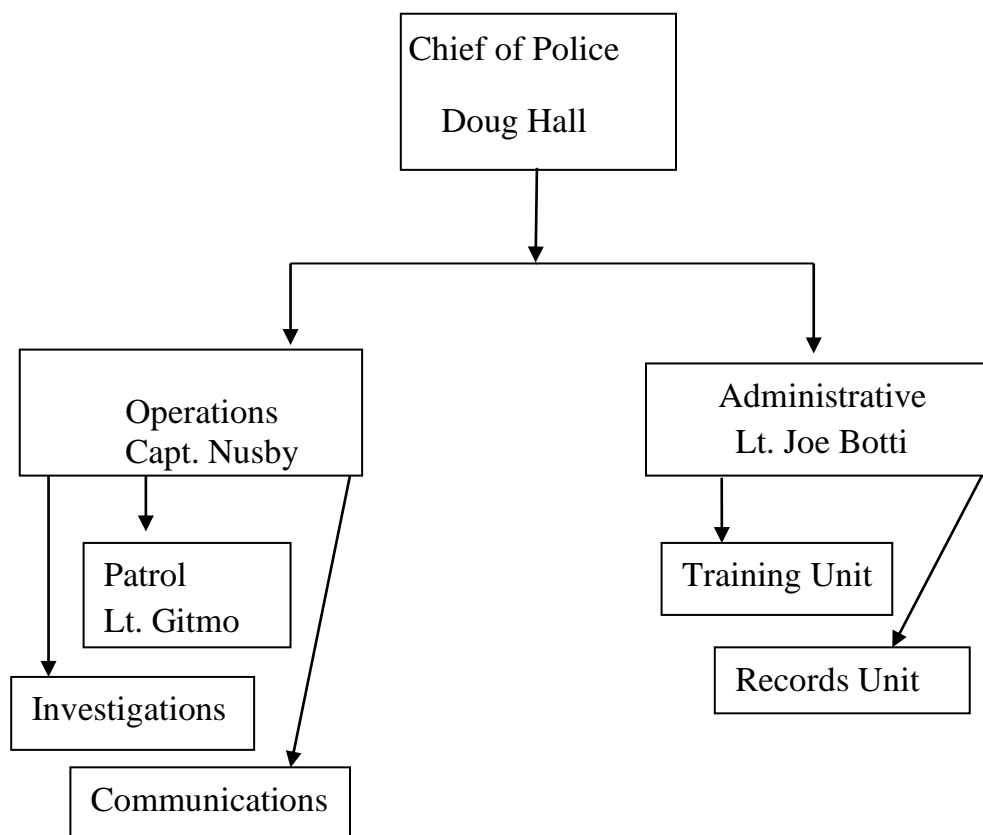 Chief of Police
Doug Hall
Operations
Capt. Nusby
Administrative
Lt. Joe Botti
Patrol
Lt. Gitmo
Training Unit
Investigations
Records Unit
Communications